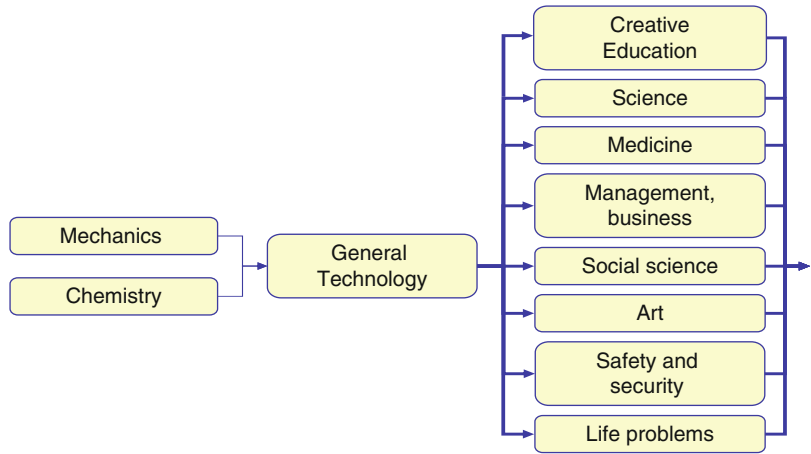 Mechanics
Chemistry
General
Technology
Creative
Education
Science
Medicine
Management,
business
Social science
Art
Safety and
security
Life problems